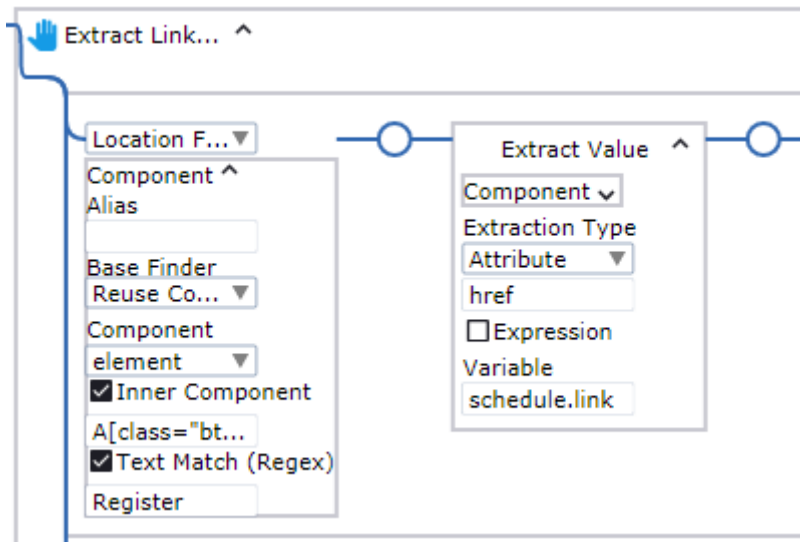 Extract Link...
Location F...
Component
Alias
Base Finder
Reuse Co...
Component
element
Inner Component
A[class="bt...
Text Match (Regex)
Register
Extract Value
Component
Extraction Type
Attribute
href
Expression
Variable
schedule.link